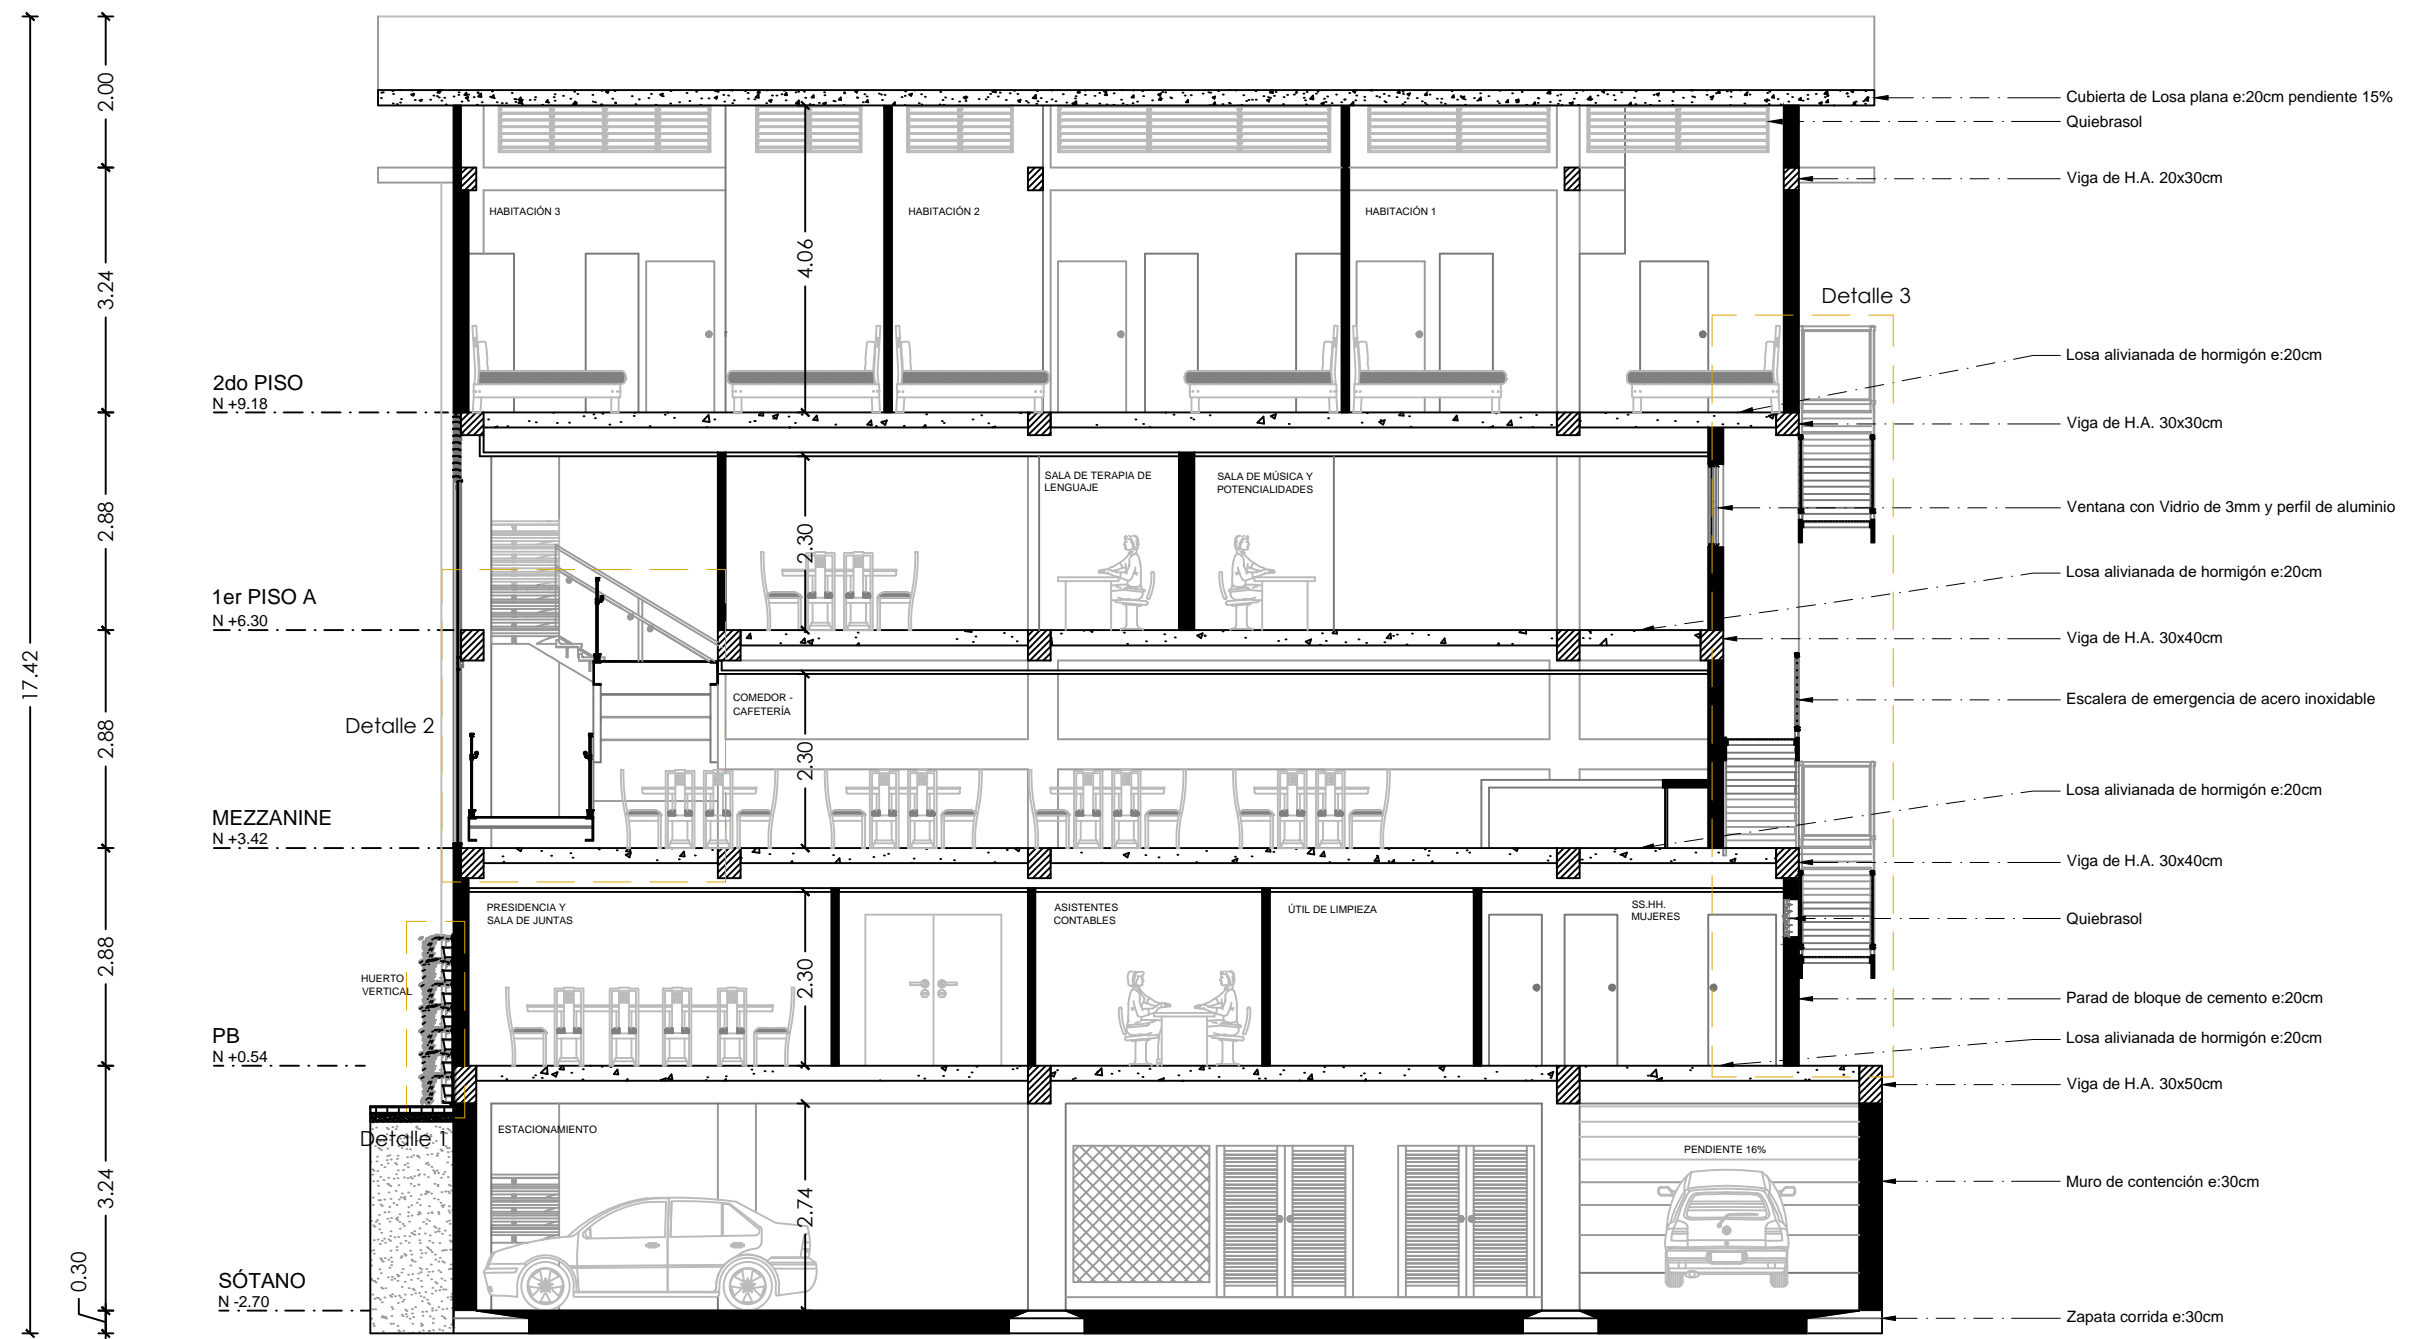 2.00
3.24
2.88
2.88
2.88
3.24
0.30
17.42
2do PISO
N +9.18
1er PISO A
N +6.30
MEZZANINE
N +3.42
PB
N +0.54
SÓTANO
N -2.70
HABITACIÓN 3
HABITACIÓN 2
HABITACIÓN 1
4.06
SALA DE TERAPIA DE
LENGUAJE
SALA DE MÚSICA Y
POTENCIALIDADES
2.30
COMEDOR -
CAFETERÍA
2.30
Detalle 2
Detalle 3
PRESIDENCIA Y
SALA DE JUNTAS
ASISTENTES
CONTABLES
ÚTIL DE LIMPIEZA
SS.HH.
MUJERES
2.30
HUERTO
VERTICAL
Detalle 1
ESTACIONAMIENTO
2.74
PENDIENTE 16%
Cubierta de Losa plana e:20cm pendiente 15%
Quiebrasol
Viga de H.A. 20x30cm
Losa alivianada de hormigón e:20cm
Viga de H.A. 30x30cm
Ventana con Vidrio de 3mm y perfil de aluminio
Losa alivianada de hormigón e:20cm
Viga de H.A. 30x40cm
Escalera de emergencia de acero inoxidable
Losa alivianada de hormigón e:20cm
Viga de H.A. 30x40cm
Quiebrasol
Parad de bloque de cemento e:20cm
Losa alivianada de hormigón e:20cm
Viga de H.A. 30x50cm
Muro de contención e:30cm
Zapata corrida e:30cm